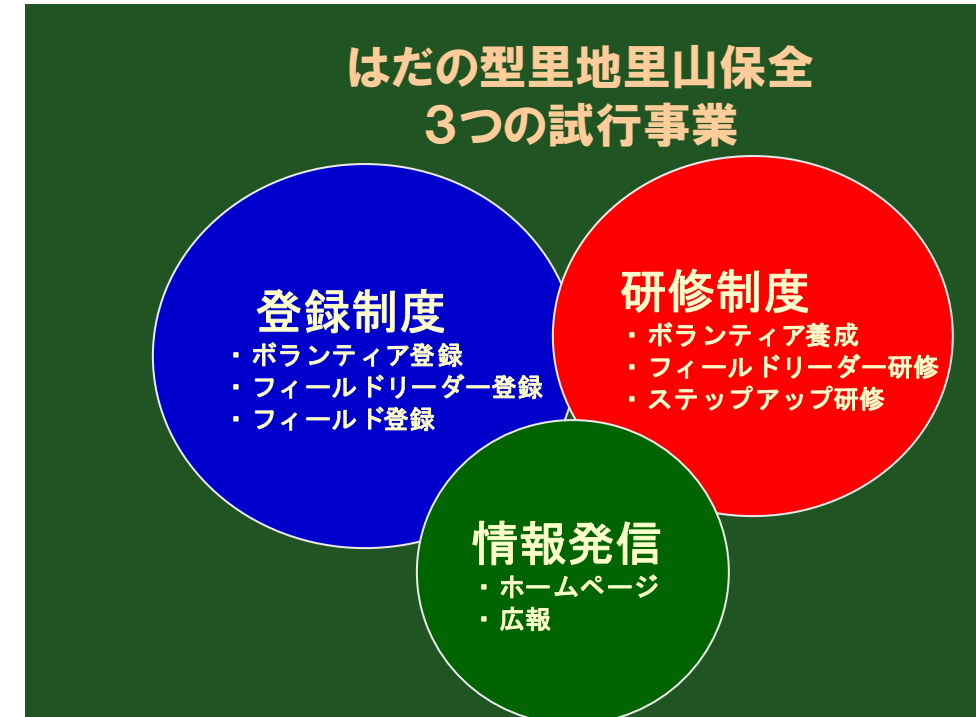 はだの型里地里山保全
３つの試行事業
登録制度
・ボランティア登録
・フィールドリーダー登録
・フィールド登録
研修制度
・ボランティア養成
・フィールドリーダー研修
・ステップアップ研修
情報発信
・ホームページ
・広報